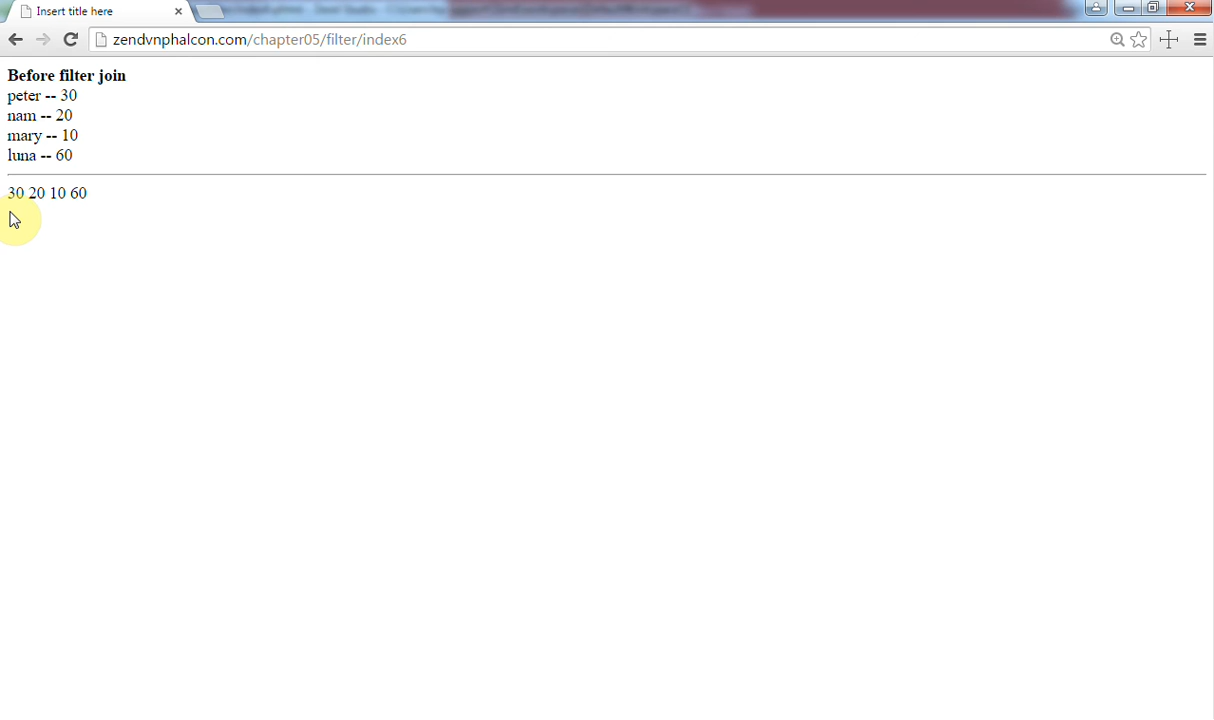 Insert title here
zendvnphalcon.com/chapter05/filter/index6
Before filter join
peter -- 30
nam -- 20
mary -- 10
luna -- 60
30 20 10 60